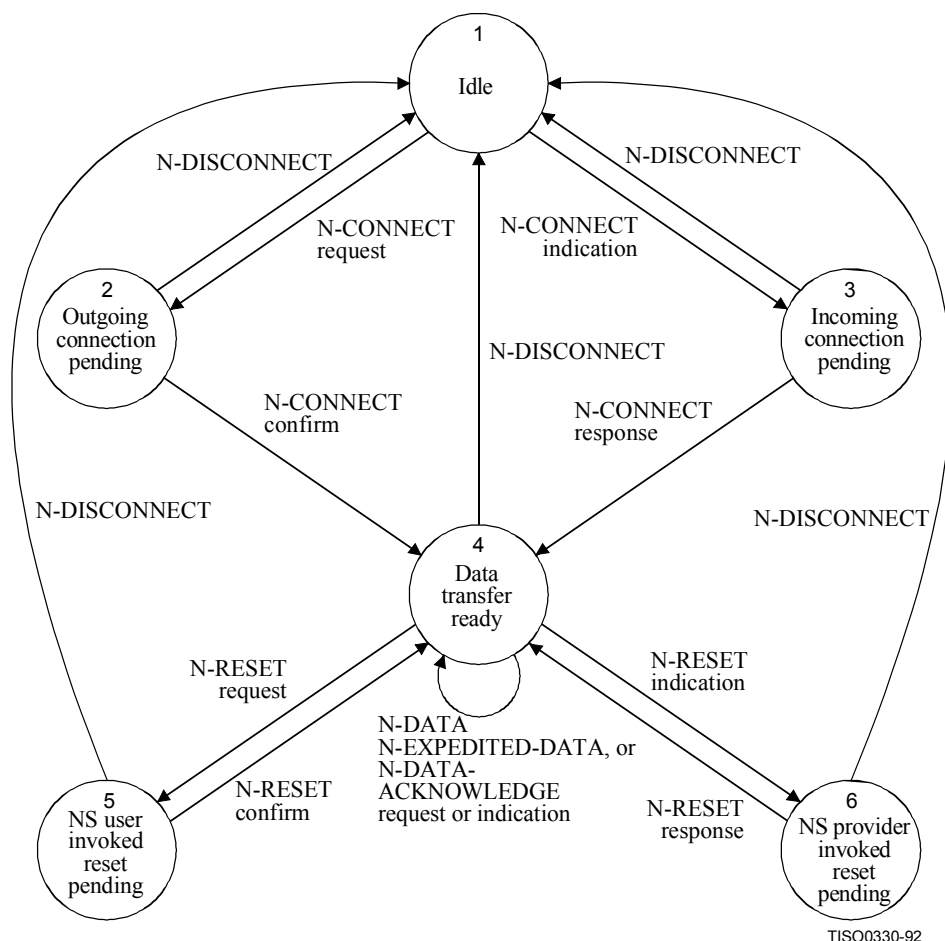 1
Idle
N-DISCONNECT
N-DISCONNECT
N-CONNECT
request
N-CONNECT
indication
2
Outgoing
connection
pending
3
Incoming
connection
pending
N-DISCONNECT
N-CONNECT
confirm
N-CONNECT
response
N-DISCONNECT
N-DISCONNECT
4
Data
transfer
ready
N-RESET
request
N-RESET
indication
N-DATA
N-EXPEDITED-DATA, or
N-DATA-
ACKNOWLEDGE
request or indication
N-RESET
confirm
N-RESET
response
5
NS user
invoked
reset
pending
6
NS provider
invoked
reset
pending
TISO0330-92